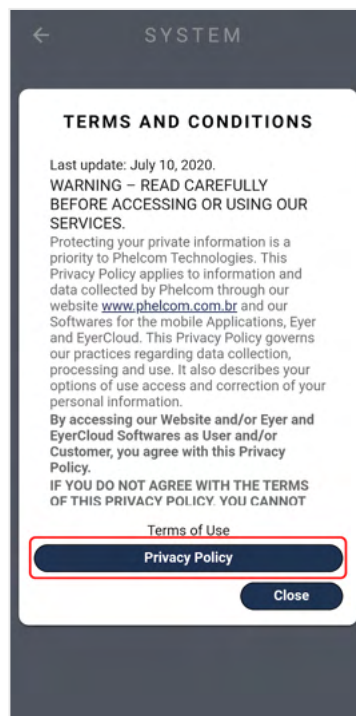 SYSTEM
TERMS AND CONDITIONS
Last update: July 10, 2020.
WARNING – READ CAREFULLY
BEFORE ACCESSING OR USING OUR
SERVICES.
Protecting your private information is a
priority to Phelcom Technologies. This
Privacy Policy applies to information and
data collected by Phelcom through our
website www.phelcom.com.br and our
Softwares for the mobile Applications, Eyer
and EyerCloud. This Privacy Policy governs
our practices regarding data collection,
processing and use. It also describes your
options of use access and correction of your
personal information.
By accessing our Website and/or Eyer and
EyerCloud Softwares as User and/or
Customer, you agree with this Privacy
Policy.
IF YOU DO NOT AGREE WITH THE TERMS
OF THIS PRIVACY POLICY, YOU CANNOT
Terms of Use
Privacy Policy
Close